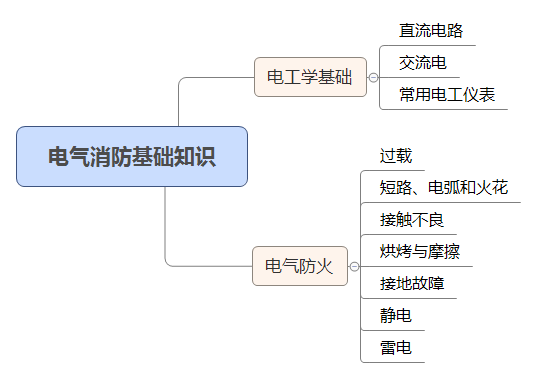 电气消防基础知识
电工学基础
直流电路
交流电
常用电工仪表
电气防火
过载
短路、电弧和火花
接触不良
烘烤与摩擦
接地故障
静电
雷电